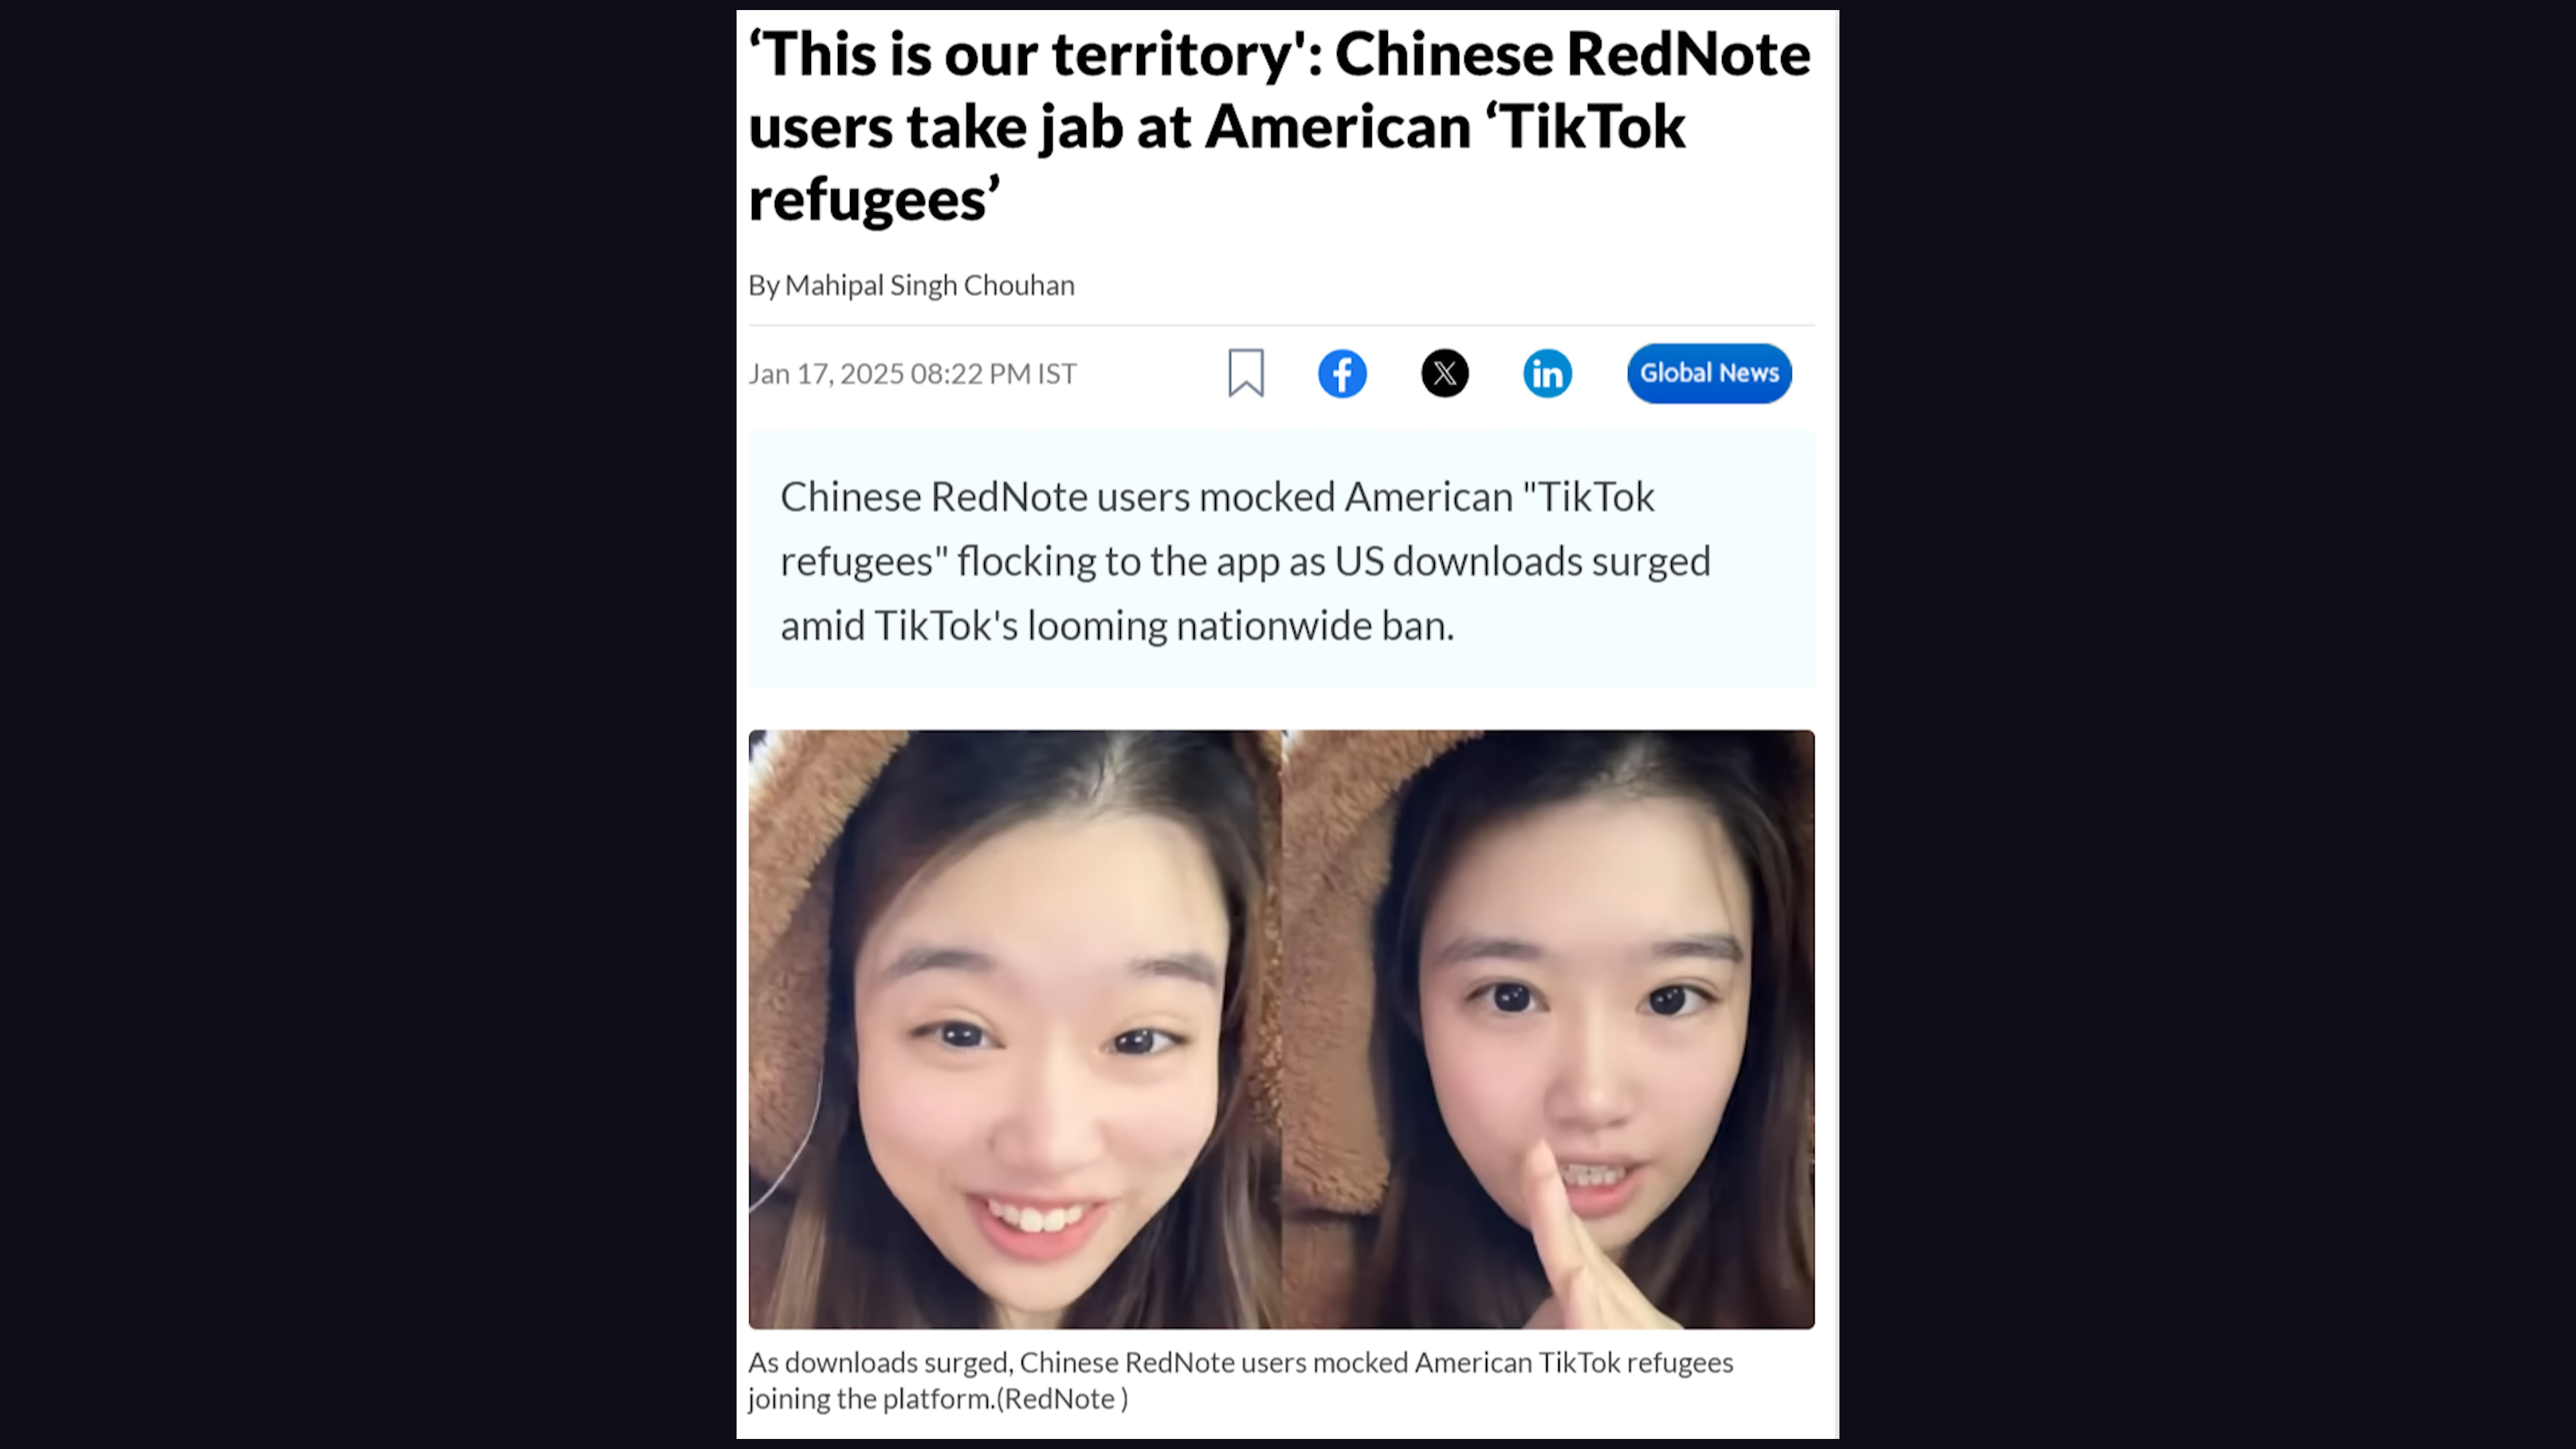 ‘This is our territory': Chinese RedNote
users take jab at American ‘TikTok
refugees’
By Mahipal Singh Chouhan
Jan 17, 2025 08:22 PM IST
Global News
Chinese RedNote users mocked American "TikTok
refugees" flocking to the app as US downloads surged
amid TikTok's looming nationwide ban.
As downloads surged, Chinese RedNote users mocked American TikTok refugees
joining the platform.(RedNote )